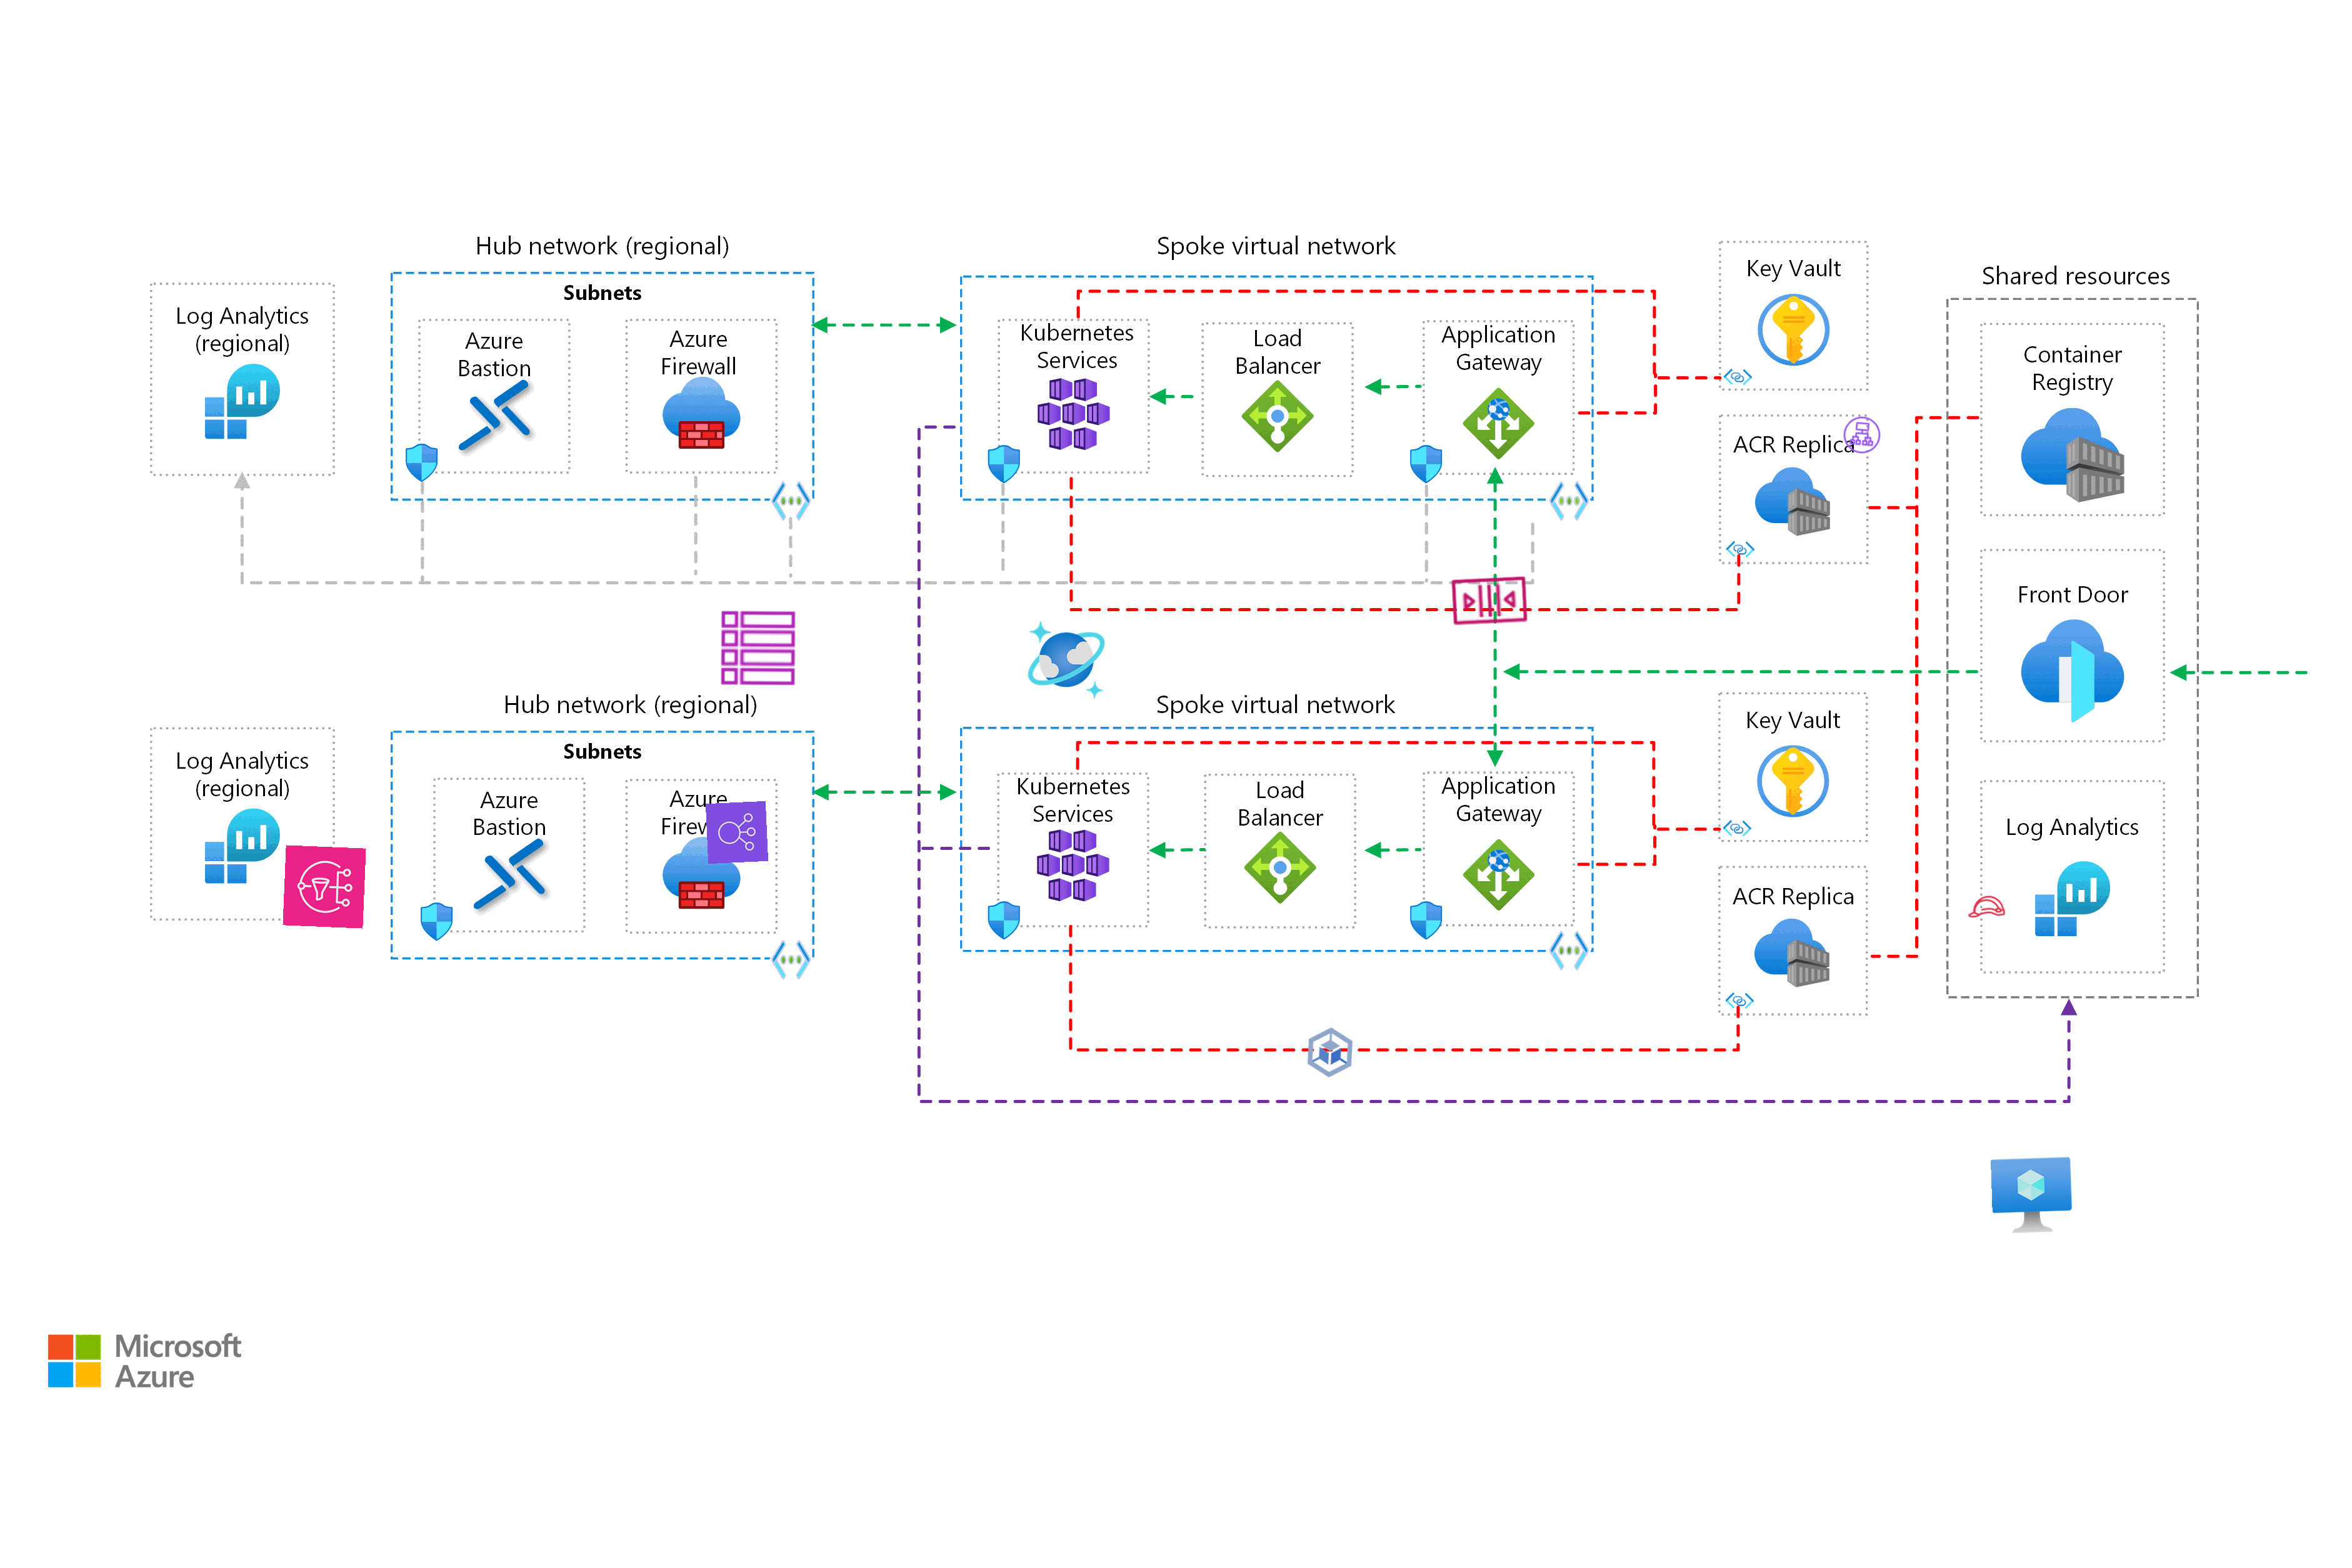 Hub network (regional)
Spoke virtual network
Key Vault
Shared resources
Log Analytics
(regional)
Subnets
Azure
Bastion
Azure
Firewall
Kubernetes
Services
Load
Balancer
Application
Gateway
Container
Registry
ACR Replica
Front Door
Hub network (regional)
Spoke virtual network
Key Vault
Log Analytics
(regional)
Subnets
Azure
Bastion
Azure
Kubernetes
Services
Load
Balancer
Application
Gateway
Log Analytics
ACR Replica
Microsoft
Azure